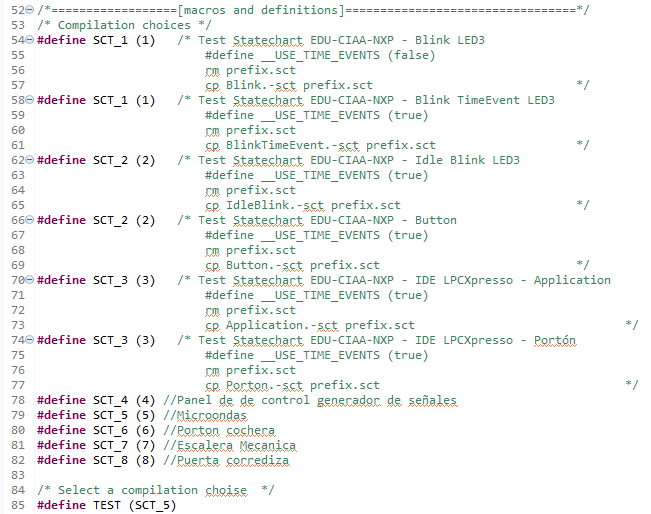 52 /*==================[macros and definitions]=================================*/
53 /* Compilation choices */
54 #define SCT_1 (1)   /* Test Statechart EDU-CIAA-NXP - Blink LED3
55                        #define __USE_TIME_EVENTS (false)
56                        rm prefix.sct
57                        cp Blink.-sct prefix.sct                         */
58 #define SCT_1 (1)   /* Test Statechart EDU-CIAA-NXP - Blink TimeEvent LED3
59                        #define __USE_TIME_EVENTS (true)
60                        rm prefix.sct
61                        cp BlinkTimeEvent.-sct prefix.sct                */
62 #define SCT_2 (2)   /* Test Statechart EDU-CIAA-NXP - Idle Blink LED3
63                        #define __USE_TIME_EVENTS (true)
64                        rm prefix.sct
65                        cp IdleBlink.-sct prefix.sct                     */
66 #define SCT_2 (2)   /* Test Statechart EDU-CIAA-NXP - Button
67                        #define __USE_TIME_EVENTS (true)
68                        rm prefix.sct
69                        cp Button.-sct prefix.sct                        */
70 #define SCT_3 (3)   /* Test Statechart EDU-CIAA-NXP - IDE LPCXpresso - Application
71                        #define __USE_TIME_EVENTS (true)
72                        rm prefix.sct
73                        cp Application.-sct prefix.sct                          */
74 #define SCT_3 (3)   /* Test Statechart EDU-CIAA-NXP - IDE LPCXpresso - Portón
75                        #define __USE_TIME_EVENTS (true)
76                        rm prefix.sct
77                        cp Porton.-sct prefix.sct                               */
78 #define SCT_4 (4) //Panel de de control generador de señales
79 #define SCT_5 (5) //Microondas
80 #define SCT_6 (6) //Porton cochera
81 #define SCT_7 (7) //Escalera Mecanica
82 #define SCT_8 (8) //Puerta corrediza
83
84 /* Select a compilation choise  */
85 #define TEST (SCT_5)